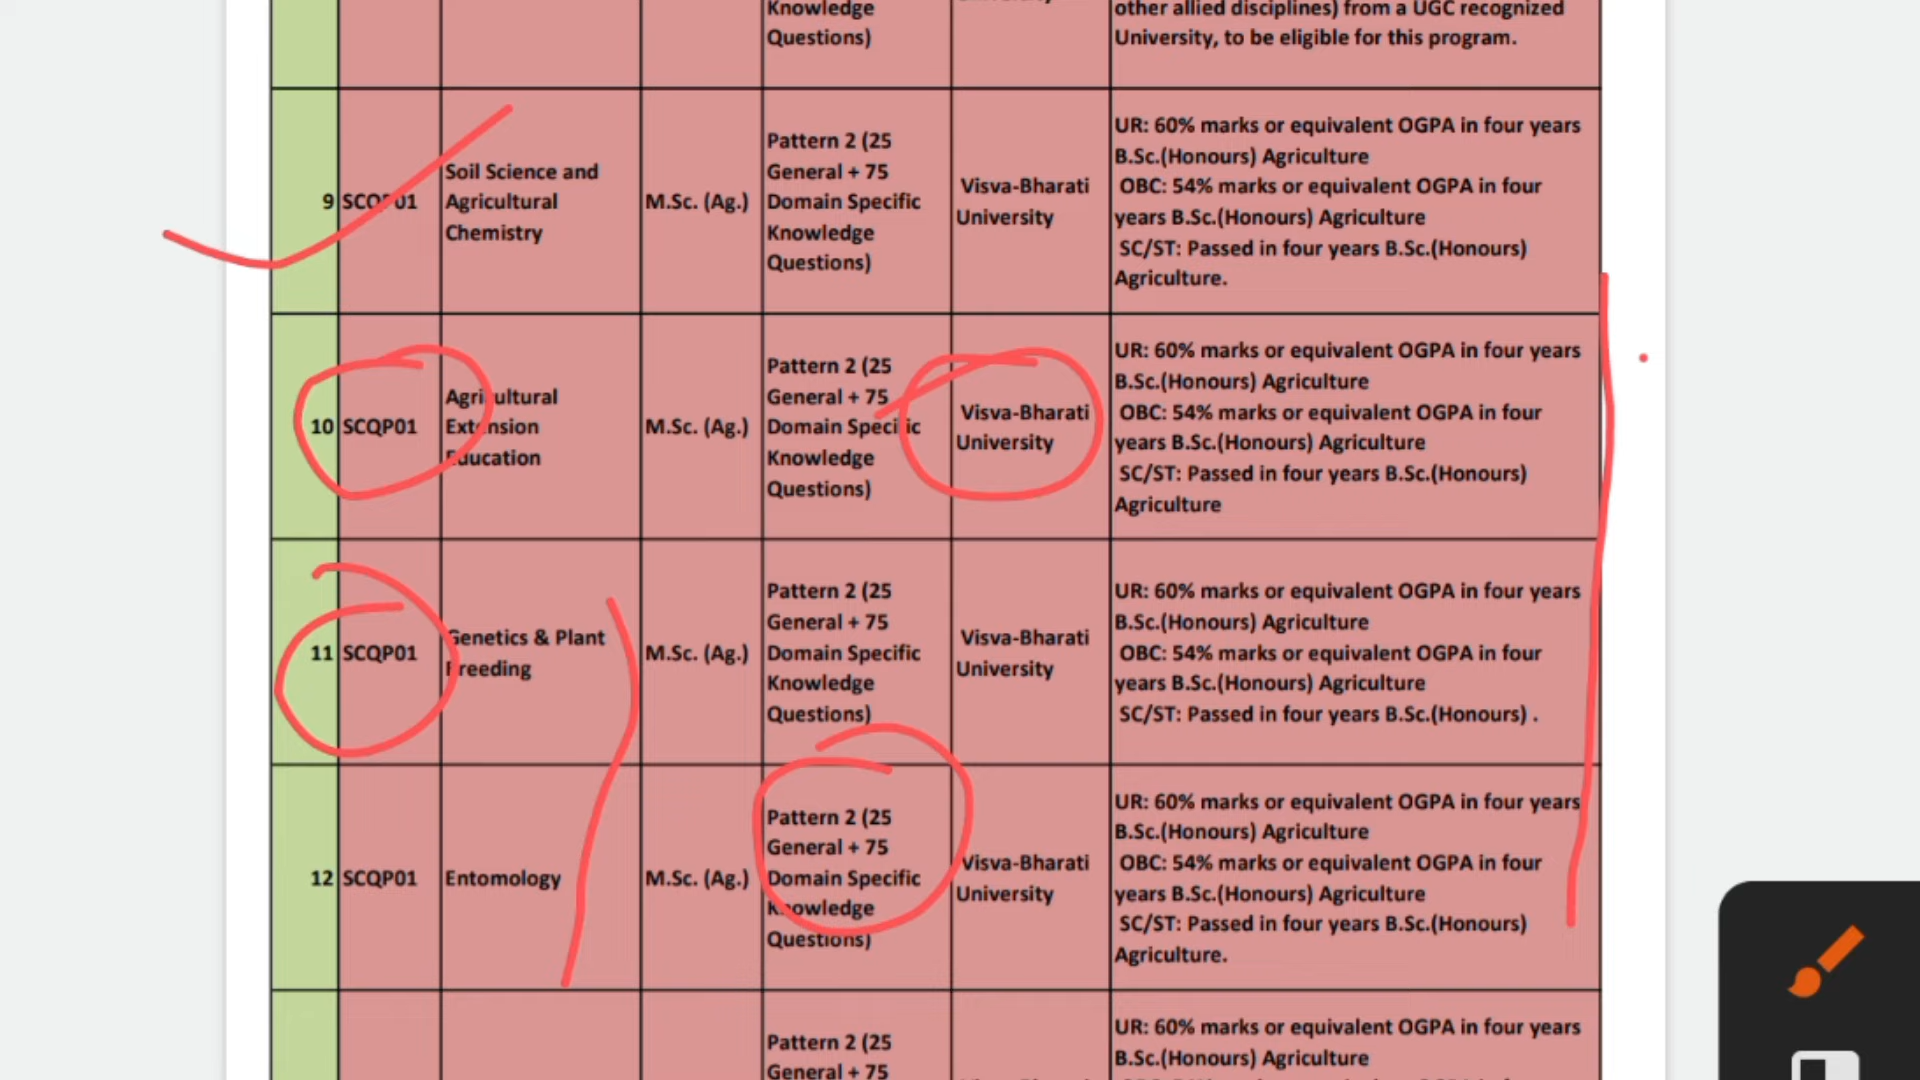 Knowledge
Questions)
other allied disciplines) from a UGC recognized
University, to be eligible for this program.
9
SCQP01
Soil Science and
Agricultural
Chemistry
M.Sc. (Ag.)
Pattern 2 (25
General + 75
Domain Specific
Knowledge
Questions)
Visva-Bharati
University
UR: 60% marks or equivalent OGPA in four years
B.Sc.(Honours) Agriculture
OBC: 54% marks or equivalent OGPA in four
years B.Sc.(Honours) Agriculture
SC/ST: Passed in four years B.Sc.(Honours)
Agriculture.
10
SCQP01
Agricultural
Extension
Education
M.Sc. (Ag.)
Pattern 2 (25
General + 75
Domain Specific
Knowledge
Questions)
Visva-Bharati
University
UR: 60% marks or equivalent OGPA in four years
B.Sc.(Honours) Agriculture
OBC: 54% marks or equivalent OGPA in four
years B.Sc.(Honours) Agriculture
SC/ST: Passed in four years B.Sc.(Honours)
Agriculture
11
SCQP01
Genetics & Plant
Breeding
M.Sc. (Ag.)
Pattern 2 (25
General + 75
Domain Specific
Knowledge
Questions)
Visva-Bharati
University
UR: 60% marks or equivalent OGPA in four years
B.Sc.(Honours) Agriculture
OBC: 54% marks or equivalent OGPA in four
years B.Sc.(Honours) Agriculture
SC/ST: Passed in four years B.Sc.(Honours) .
12
SCQP01
Entomology
M.Sc. (Ag.)
Pattern 2 (25
General + 75
Domain Specific
Knowledge
Questions)
Visva-Bharati
University
UR: 60% marks or equivalent OGPA in four years
B.Sc.(Honours) Agriculture
OBC: 54% marks or equivalent OGPA in four
years B.Sc.(Honours) Agriculture
SC/ST: Passed in four years B.Sc.(Honours)
Agriculture.
Pattern 2 (25
General + 75
UR: 60% marks or equivalent OGPA in four years
B.Sc.(Honours) Agriculture